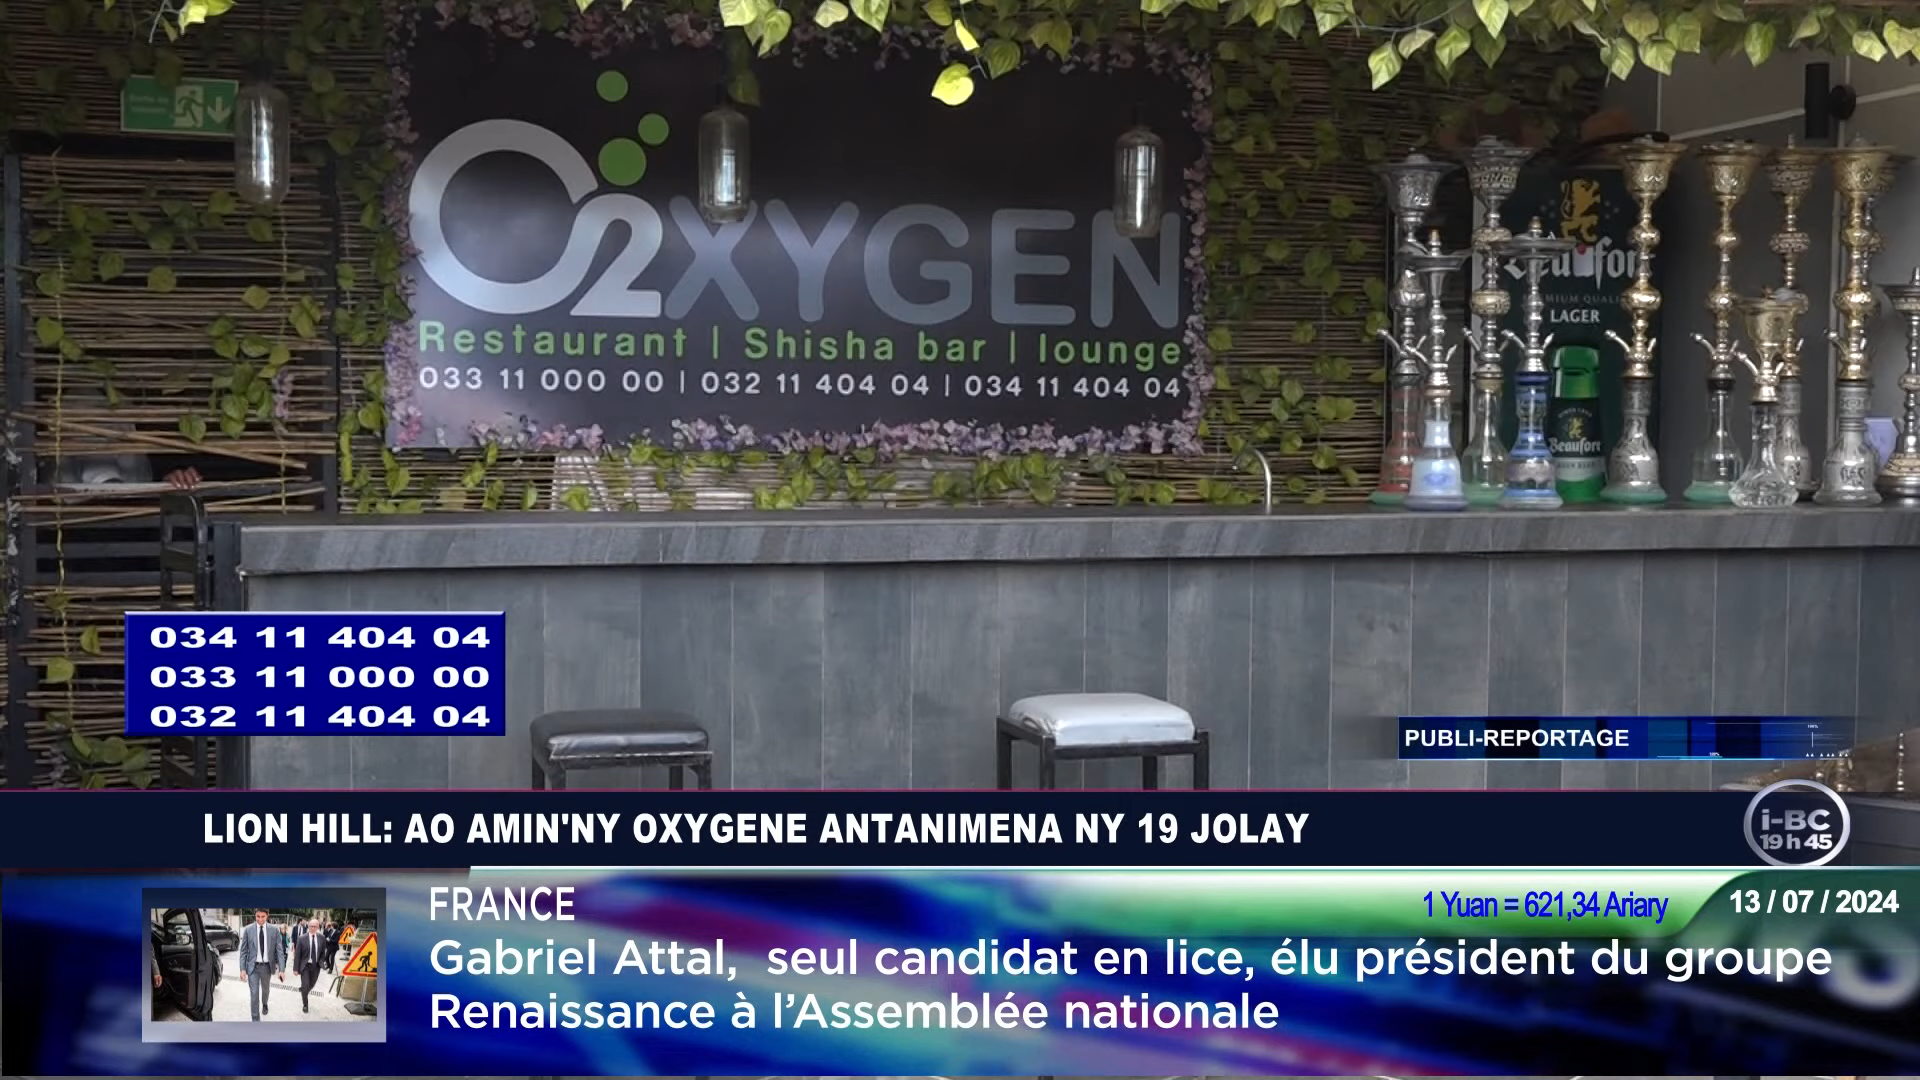 O2XYGEN
Restaurant | Shisha bar | lounge
033 11 000 00 | 032 11 404 04 | 034 11 404 04
LAGER
Beaufort
034 11 404 04
033 11 000 00
032 11 404 04
PUBLI-REPORTAGE
LION HILL: AO AMIN'NY OXYGENE ANTANIMENA NY 19 JOLAY
i-BC
19h45
FRANCE
1 Yuan = 621,34 Ariary
13 / 07 / 2024
Gabriel Attal, seul candidat en lice, élu président du groupe
Renaissance à l’Assemblée nationale